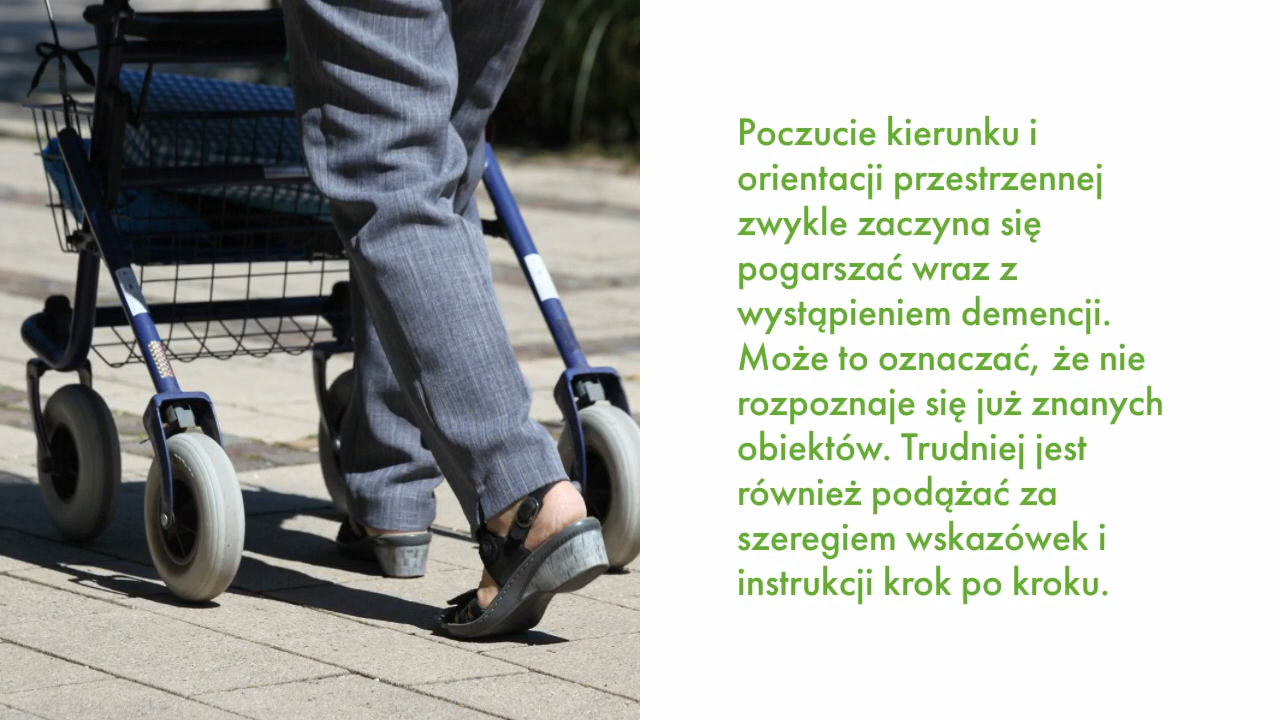 Poczucie kierunku i
orientacji przestrzennej
zwykle zaczyna się
pogarszać wraz z
wystąpieniem demencji.
Może to oznaczać, że nie
rozpoznaje się już znanych
obiektów. Trudniej jest
również podążać za
szeregiem wskazówek i
instrukcji krok po kroku.